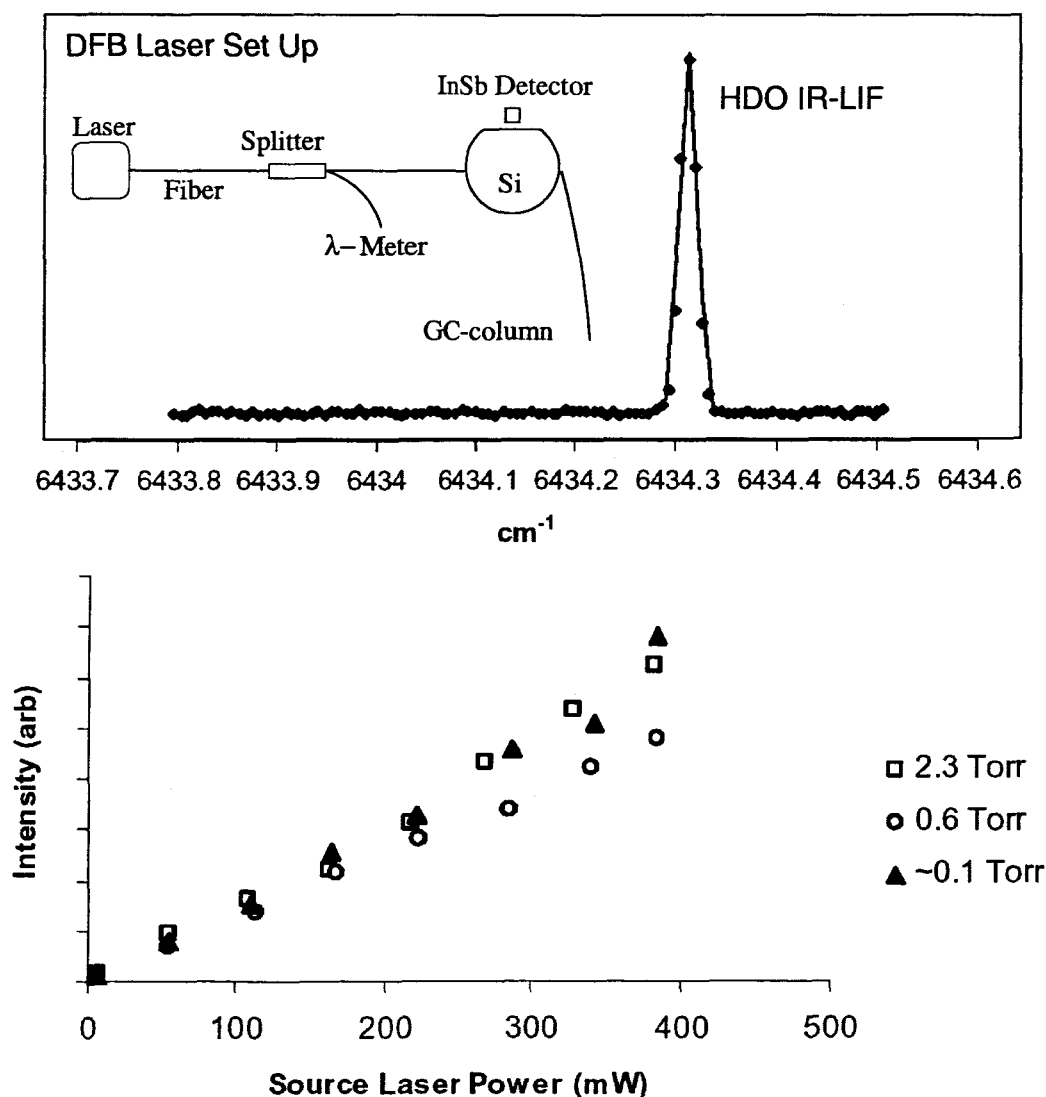 DFB Laser Set Up
InSb Detector
HDO IR-LIF
Laser
Splitter
Si
Fiber
λ–Meter
GC-column
6433.7 6433.8 6433.9 6434 6434.1 6434.2 6434.3 6434.4 6434.5 6434.6
cm⁻¹
Intensity (arb)
2.3 Torr
0.6 Torr
~0.1 Torr
0 100 200 300 400 500
Source Laser Power (mW)